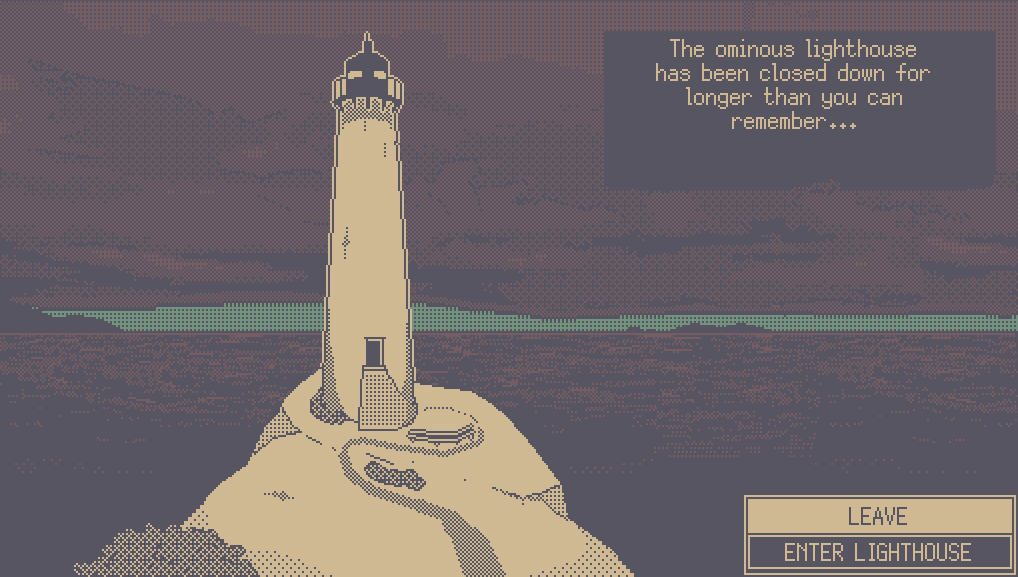 The ominous lighthouse
has been closed down for
longer than you can
remember...
LEAVE
ENTER LIGHTHOUSE